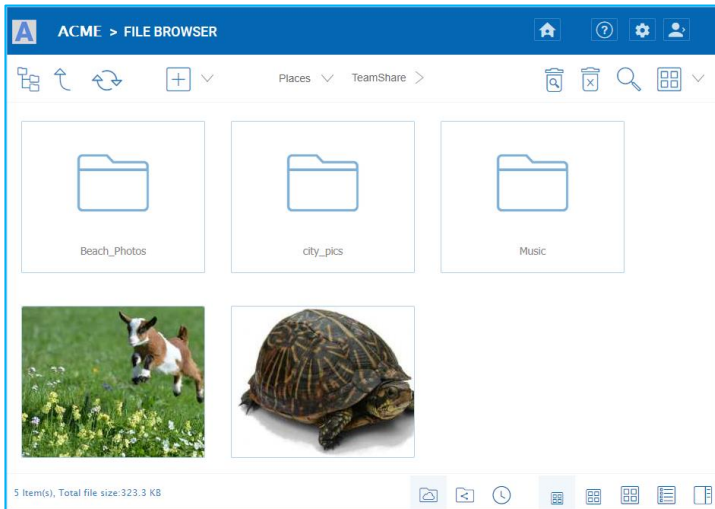 A ACME > FILE BROWSER
Places TeamShare
Beach_Photos city_pics Music
5 Item(s), Total file size:323.3 KB